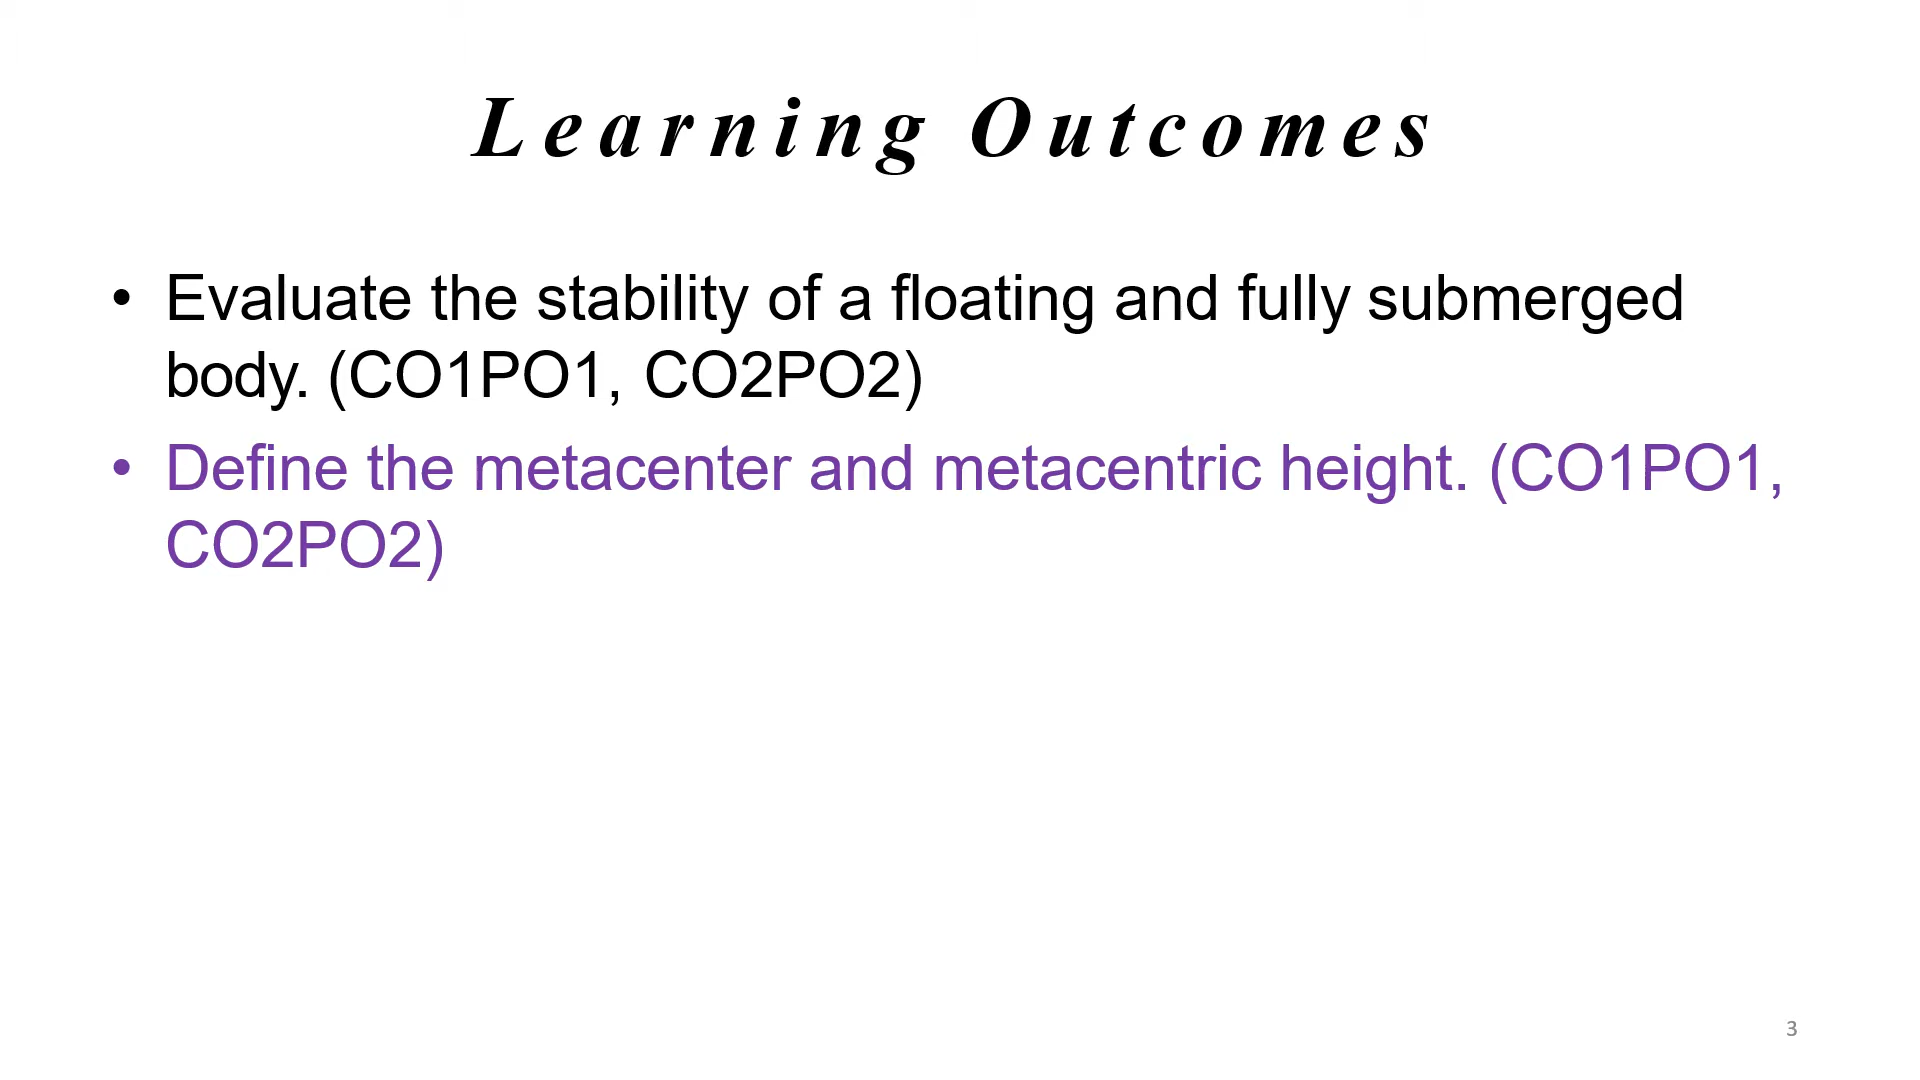 Learning Outcomes
• Evaluate the stability of a floating and fully submerged
body. (CO1PO1, CO2PO2)
• Define the metacenter and metacentric height. (CO1PO1,
CO2PO2)
3